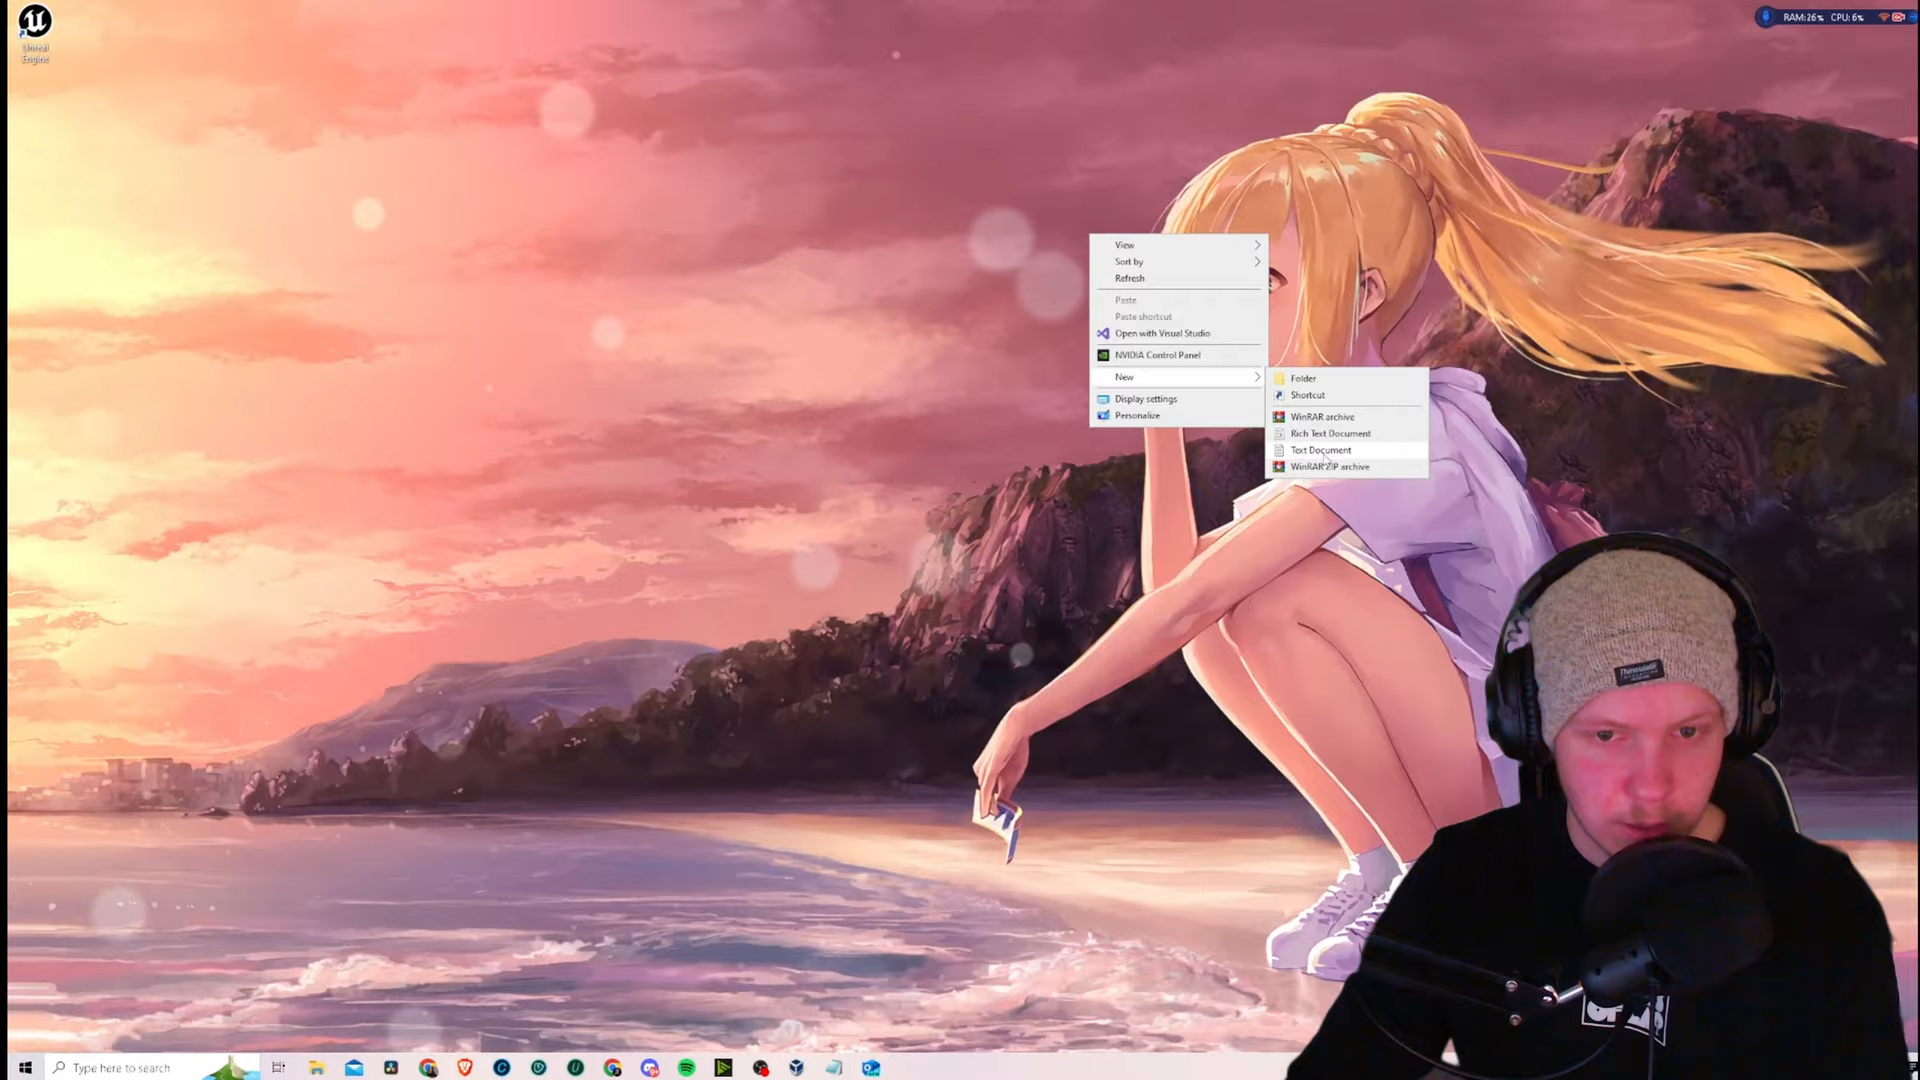 Unreal
Engine
RAM:26% CPU: 6%
View
Sort by
Refresh
Paste
Paste shortcut
Open with Visual Studio
NVIDIA Control Panel
New
Display settings
Personalize
Folder
Shortcut
WinRAR archive
Rich Text Document
Text Document
WinRAR ZIP archive
Thinsulate
Type here to search